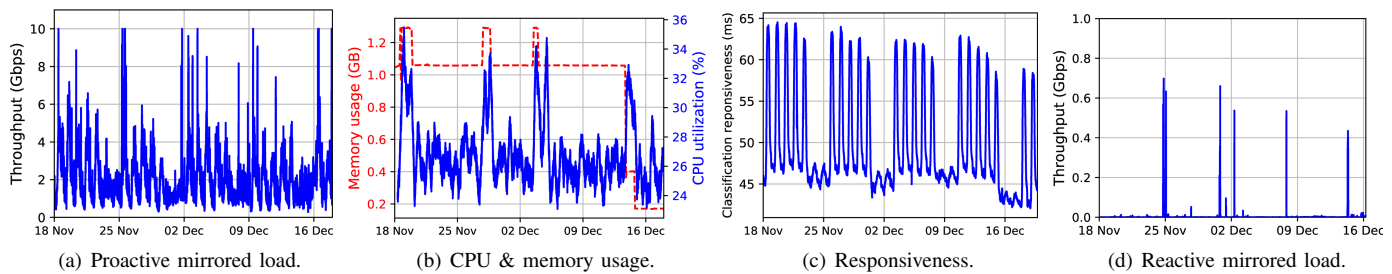 Throughput (Gbps)
10
8
6
4
2
0
18 Nov 25 Nov 02 Dec 09 Dec 16 Dec
(a) Proactive mirrored load.
Memory usage (GB)
1.2
1.0
0.8
0.6
0.4
0.2
36
34
32
30
28
26
24
CPU utilization (%)
18 Nov 25 Nov 02 Dec 09 Dec 16 Dec
(b) CPU & memory usage.
Classification responsiveness (ms)
65
60
55
50
45
18 Nov 25 Nov 02 Dec 09 Dec 16 Dec
(c) Responsiveness.
Throughput (Gbps)
1.0
0.8
0.6
0.4
0.2
0.0
18 Nov 25 Nov 02 Dec 09 Dec 16 Dec
(d) Reactive mirrored load.